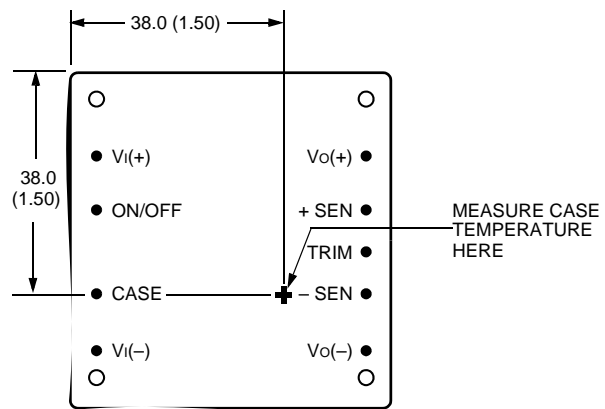 38.0 (1.50)
38.0
(1.50)
VI(+)
VO(+)
ON/OFF
+ SEN
MEASURE CASE
TEMPERATURE
HERE
TRIM
CASE
– SEN
VI(–)
VO(–)